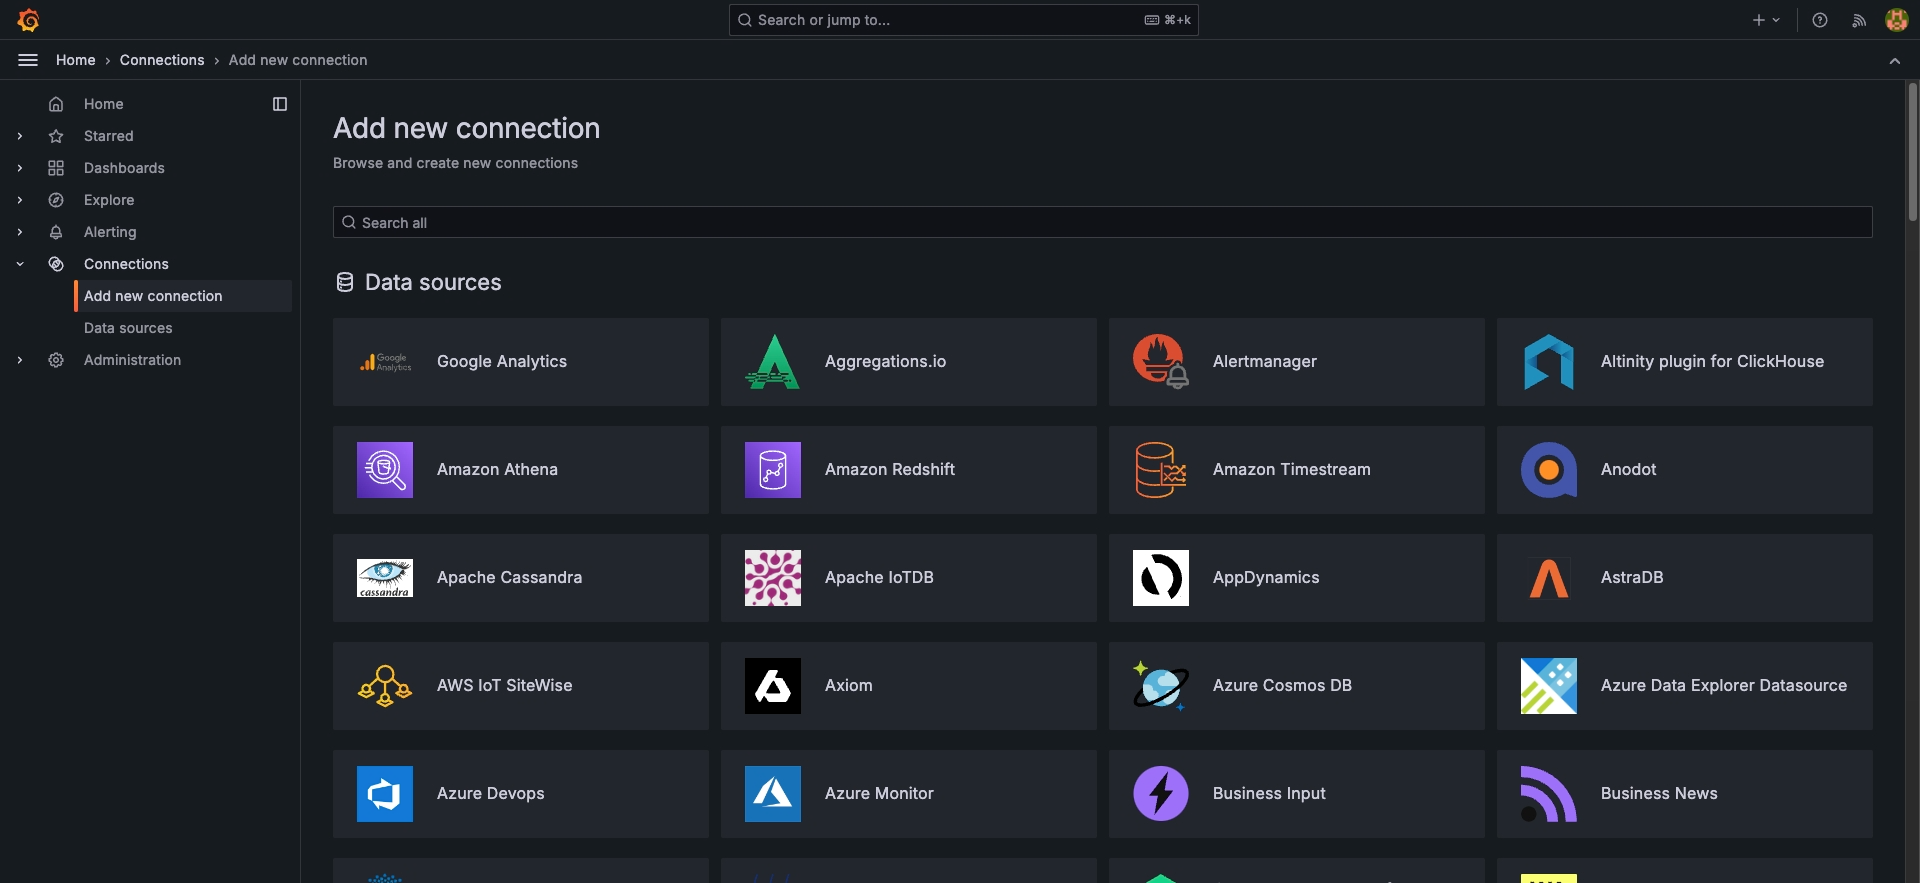 Search or jump to...
⌘+k
Home › Connections › Add new connection
Home
Starred
Dashboards
Explore
Alerting
Connections
Add new connection
Data sources
Administration
Add new connection
Browse and create new connections
Search all
Data sources
Google Analytics
Google Analytics
Aggregations.io
Alertmanager
Altinity plugin for ClickHouse
Amazon Athena
Amazon Redshift
Amazon Timestream
Anodot
cassandra
Apache Cassandra
Apache IoTDB
AppDynamics
AstraDB
AWS IoT SiteWise
Axiom
Azure Cosmos DB
Azure Data Explorer Datasource
Azure Devops
Azure Monitor
Business Input
Business News